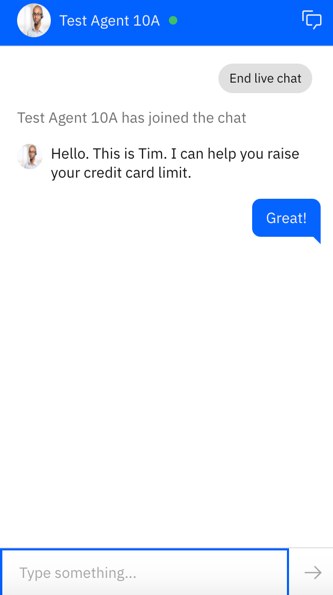 Test Agent 10A
End live chat
Test Agent 10A has joined the chat
Hello. This is Tim. I can help you raise
your credit card limit.
Great!
Type something...